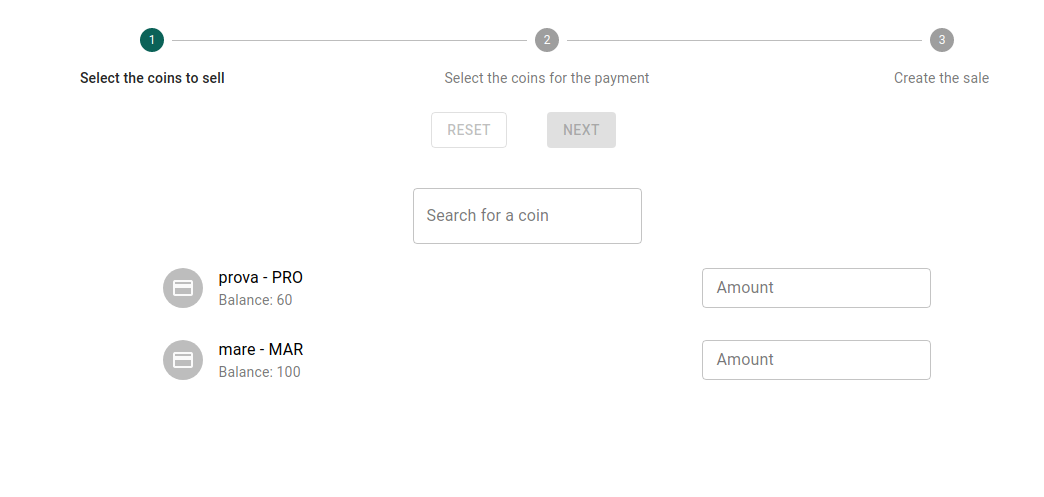 1
2
3
Select the coins to sell
Select the coins for the payment
Create the sale
RESET
NEXT
Search for a coin
prova - PRO
Balance: 60
Amount
mare - MAR
Balance: 100
Amount